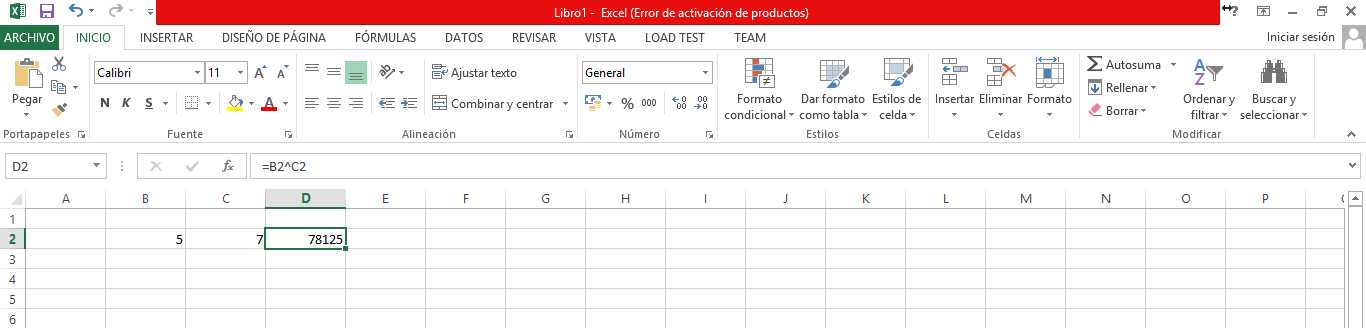 Libro1 - Excel (Error de activación de productos)
ARCHIVO INICIO INSERTAR DISEÑO DE PÁGINA FÓRMULAS DATOS REVISAR VISTA LOAD TEST TEAM Iniciar sesión
Pegar
Portapapeles
Calibri 11
N K S
A A
A
Fuente
Ajustar texto
Combinar y centrar
Alineación
General
% 000
Número
Formato condicional
Dar formato como tabla
Estilos de celda
Estilos
Insertar Eliminar Formato
Celdas
Autosuma
Rellenar
Borrar
Ordenar y filtrar
Buscar y seleccionar
Modificar
D2 fx =B2^C2
A B C D E F G H I J K L M N O P
1
2 5 7 78125
3
4
5
6